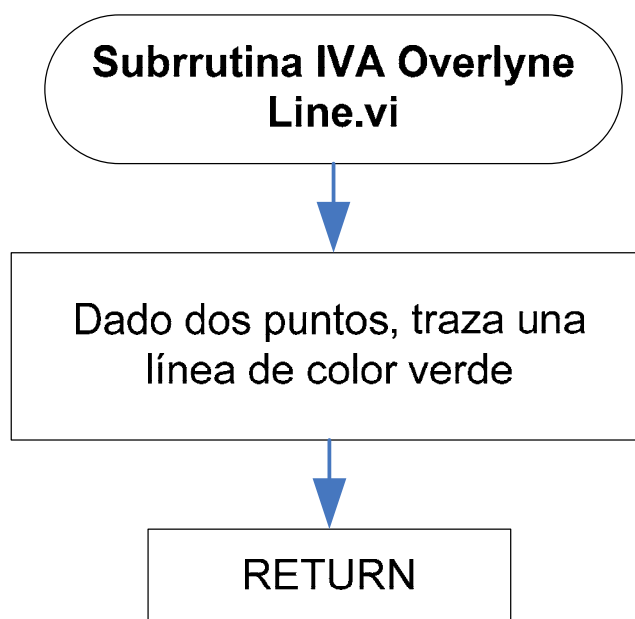 Subrrutina IVA Overlyne
Line.vi
Dado dos puntos, traza una
línea de color verde
RETURN